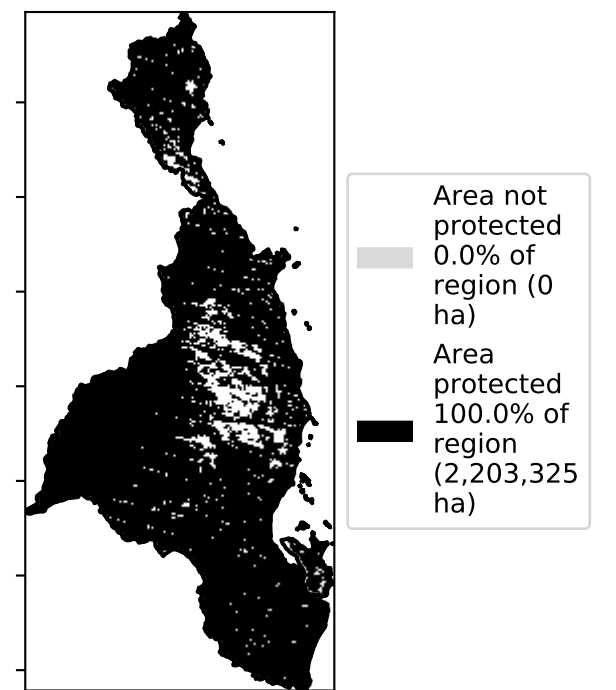 Area not
protected
0.0% of
region (0
ha)
Area
protected
100.0% of
region
(2,203,325
ha)